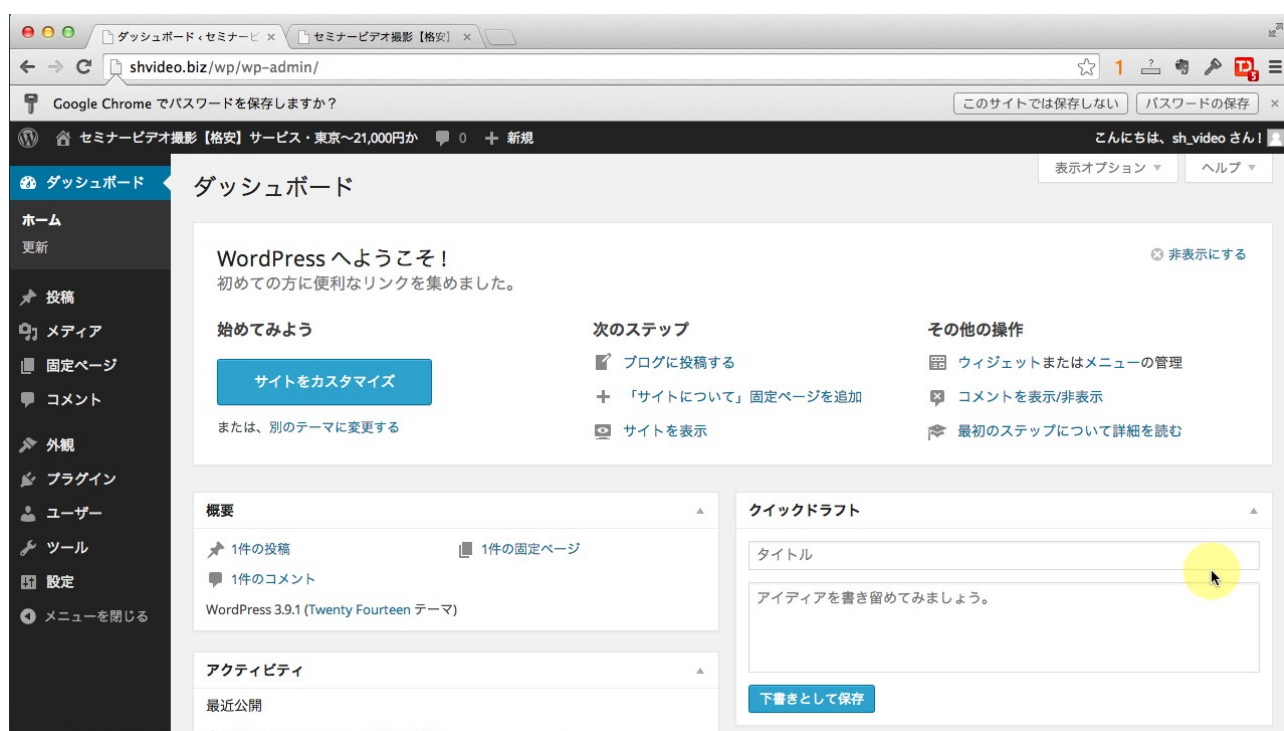 ダッシュボード ‹ セミナービ ×
セミナービデオ撮影【格安】 ×
shvideo.biz/wp/wp-admin/
1
5
Google Chrome でパスワードを保存しますか？ このサイトでは保存しない パスワードの保存 ×
セミナービデオ撮影【格安】サービス・東京〜21,000円か 0 新規 こんにちは、sh_video さん！
表示オプション ヘルプ
ダッシュボード
ホーム
更新
投稿
メディア
固定ページ
コメント
外観
プラグイン
ユーザー
ツール
設定
メニューを閉じる
ダッシュボード
WordPress へようこそ！
非表示にする
初めての方に便利なリンクを集めました。
始めてみよう
サイトをカスタマイズ
または、別のテーマに変更する
次のステップ
ブログに投稿する
「サイトについて」固定ページを追加
サイトを表示
その他の操作
ウィジェットまたはメニューの管理
コメントを表示/非表示
最初のステップについて詳細を読む
概要
1件の投稿 1件の固定ページ
1件のコメント
WordPress 3.9.1 (Twenty Fourteen テーマ)
アクティビティ
最近公開
クイックドラフト
タイトル
アイディアを書き留めてみましょう。
下書きとして保存